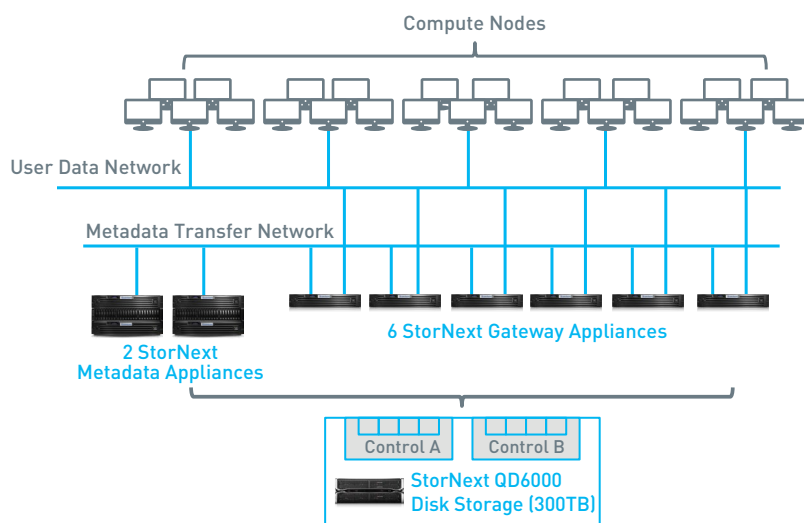 Compute Nodes
User Data Network
Metadata Transfer Network
6 StorNext Gateway Appliances
2 StorNext
Metadata Appliances
Control A
Control B
StorNext QD6000
Disk Storage (300TB)